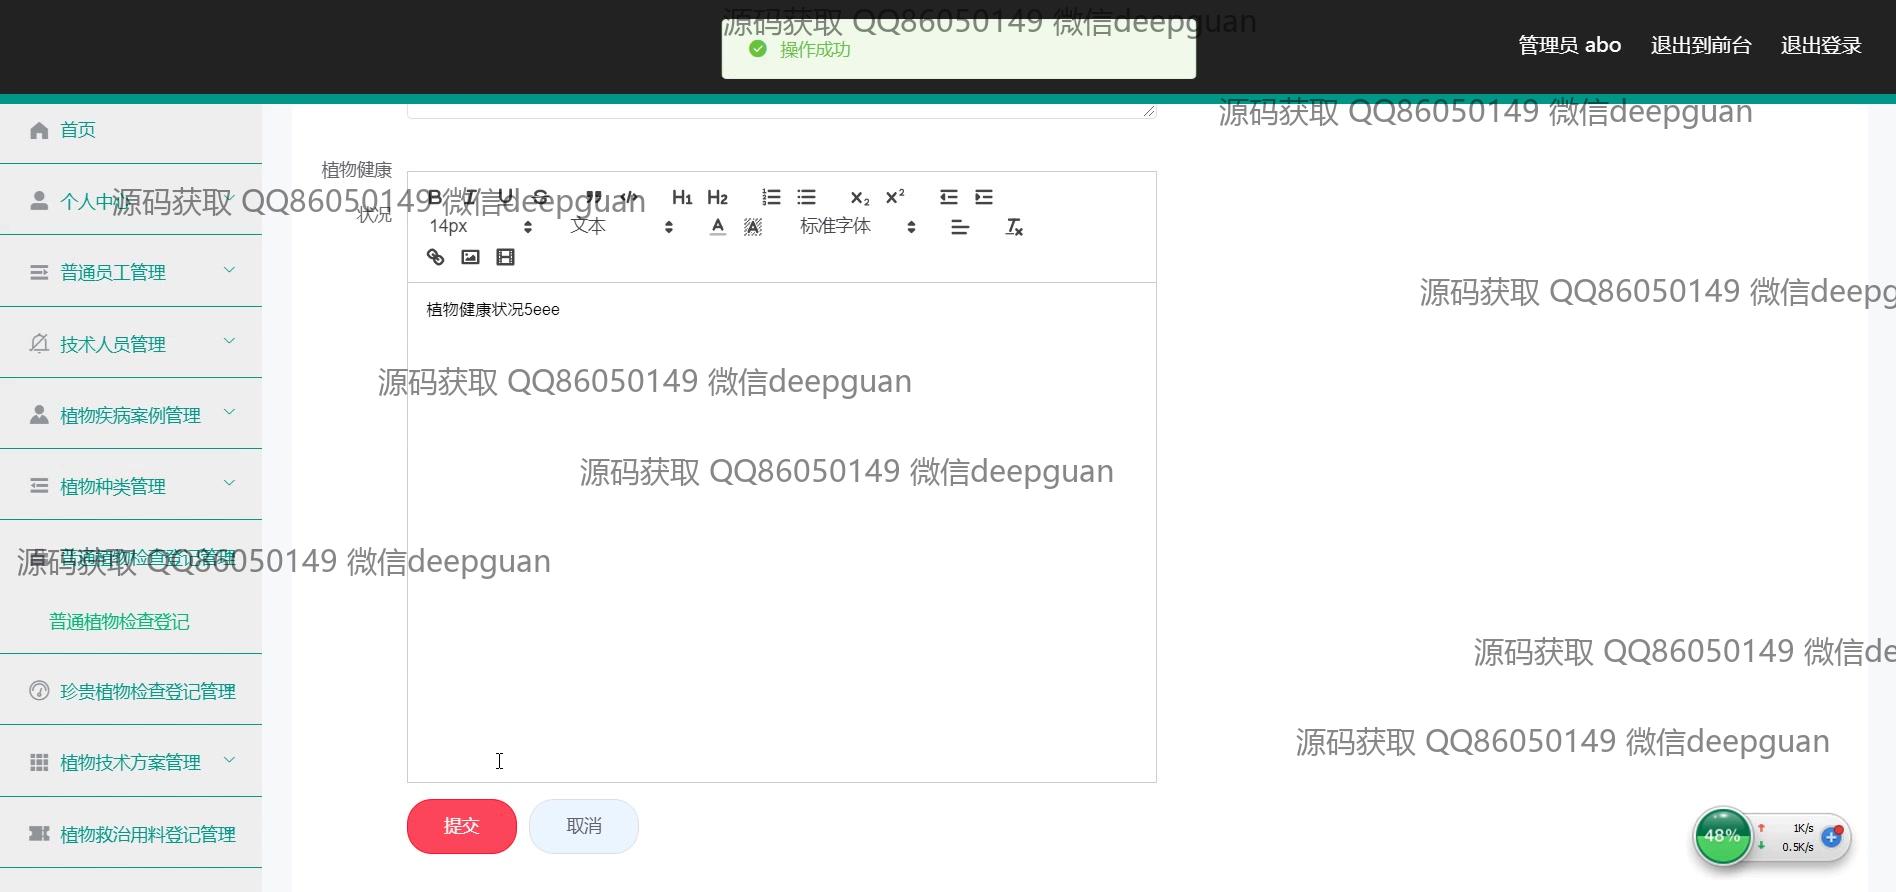 源码获取 QQ86050149 微信deepguan
操作成功
管理员 abo
退出到前台
退出登录
源码获取 QQ86050149 微信deepguan
首页
个人中心
源码获取 QQ86050149 微信deepguan
普通员工管理
技术人员管理
植物疾病案例管理
植物种类管理
普通植物检查登记管理
源码获取 QQ86050149 微信deepguan
普通植物检查登记
珍贵植物检查登记管理
植物技术方案管理
植物救治用料登记管理
植物健康
状况
B I U S H1 H2 X2 X2
14px 文本 A A 标准字体 Tx
植物健康状况5eee
源码获取 QQ86050149 微信deepg
源码获取 QQ86050149 微信deepguan
源码获取 QQ86050149 微信deepguan
源码获取 QQ86050149 微信de
源码获取 QQ86050149 微信deepguan
提交
取消
48%
1K/s
0.5K/s